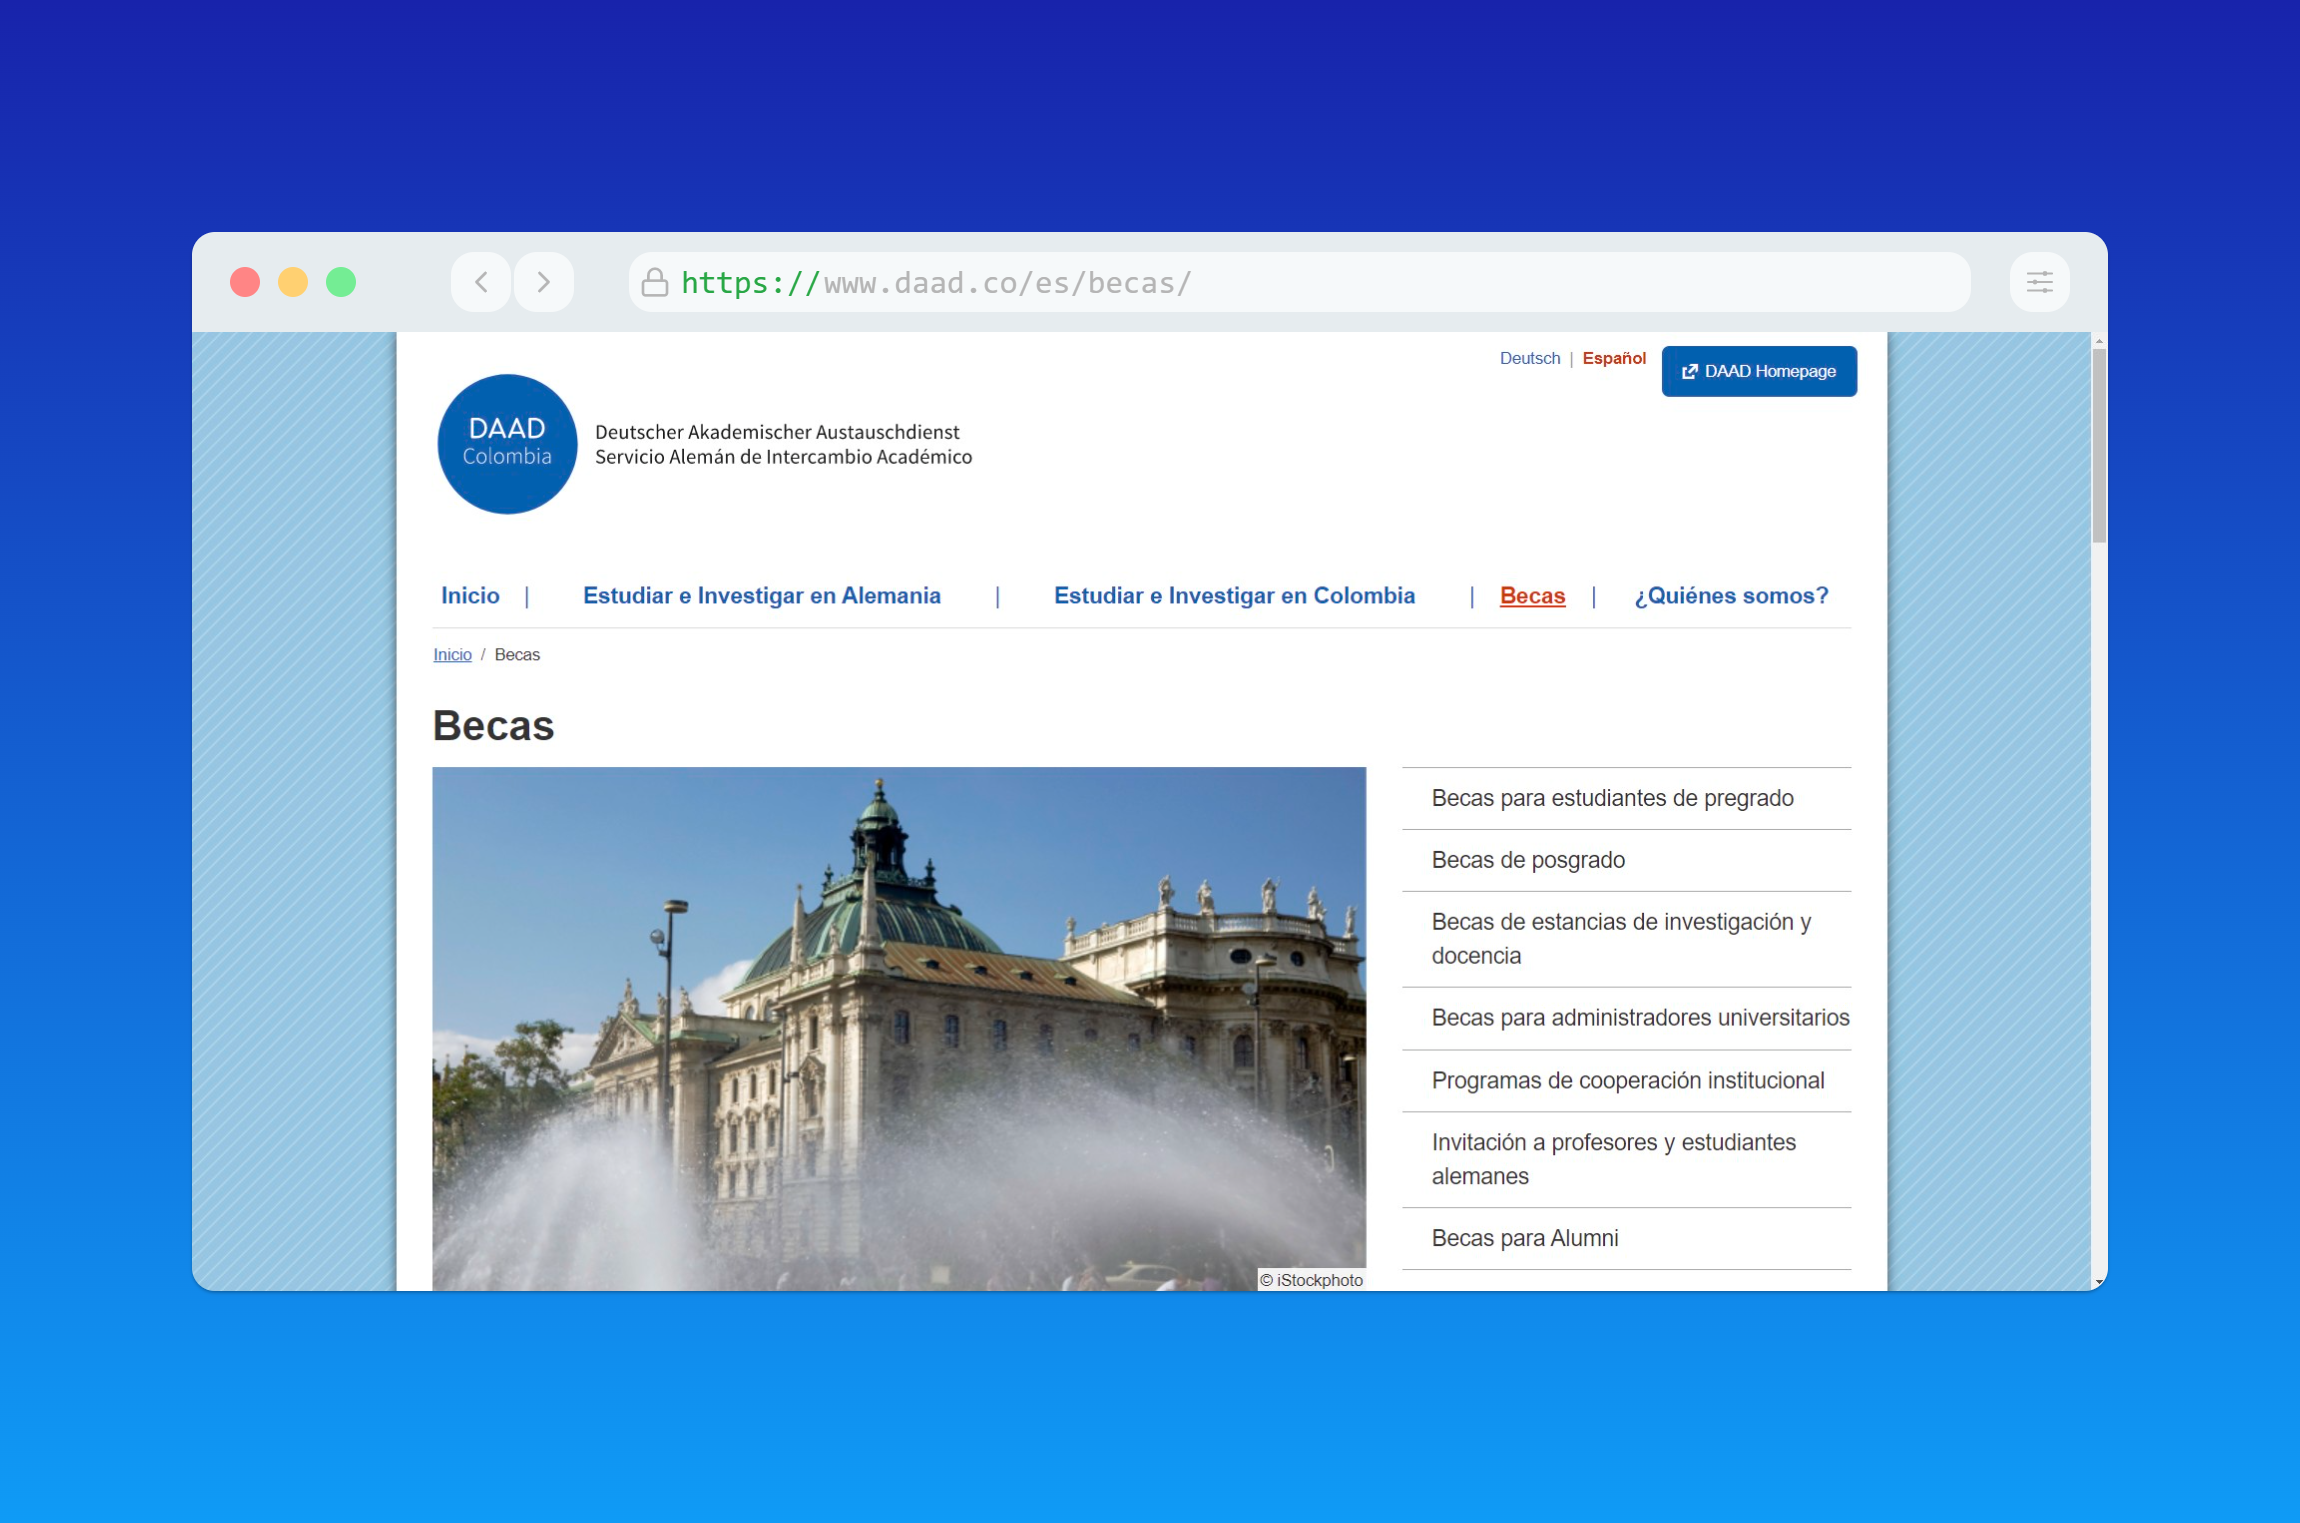 https://www.daad.co/es/becas/
Deutsch | Español
DAAD Homepage
DAAD
Colombia
Deutscher Akademischer Austauschdienst
Servicio Alemán de Intercambio Académico
Inicio | Estudiar e Investigar en Alemania | Estudiar e Investigar en Colombia | Becas | ¿Quiénes somos?
Inicio / Becas
Becas
Becas para estudiantes de pregrado
Becas de posgrado
Becas de estancias de investigación y
docencia
Becas para administradores universitarios
Programas de cooperación institucional
Invitación a profesores y estudiantes
alemanes
Becas para Alumni
© iStockphoto